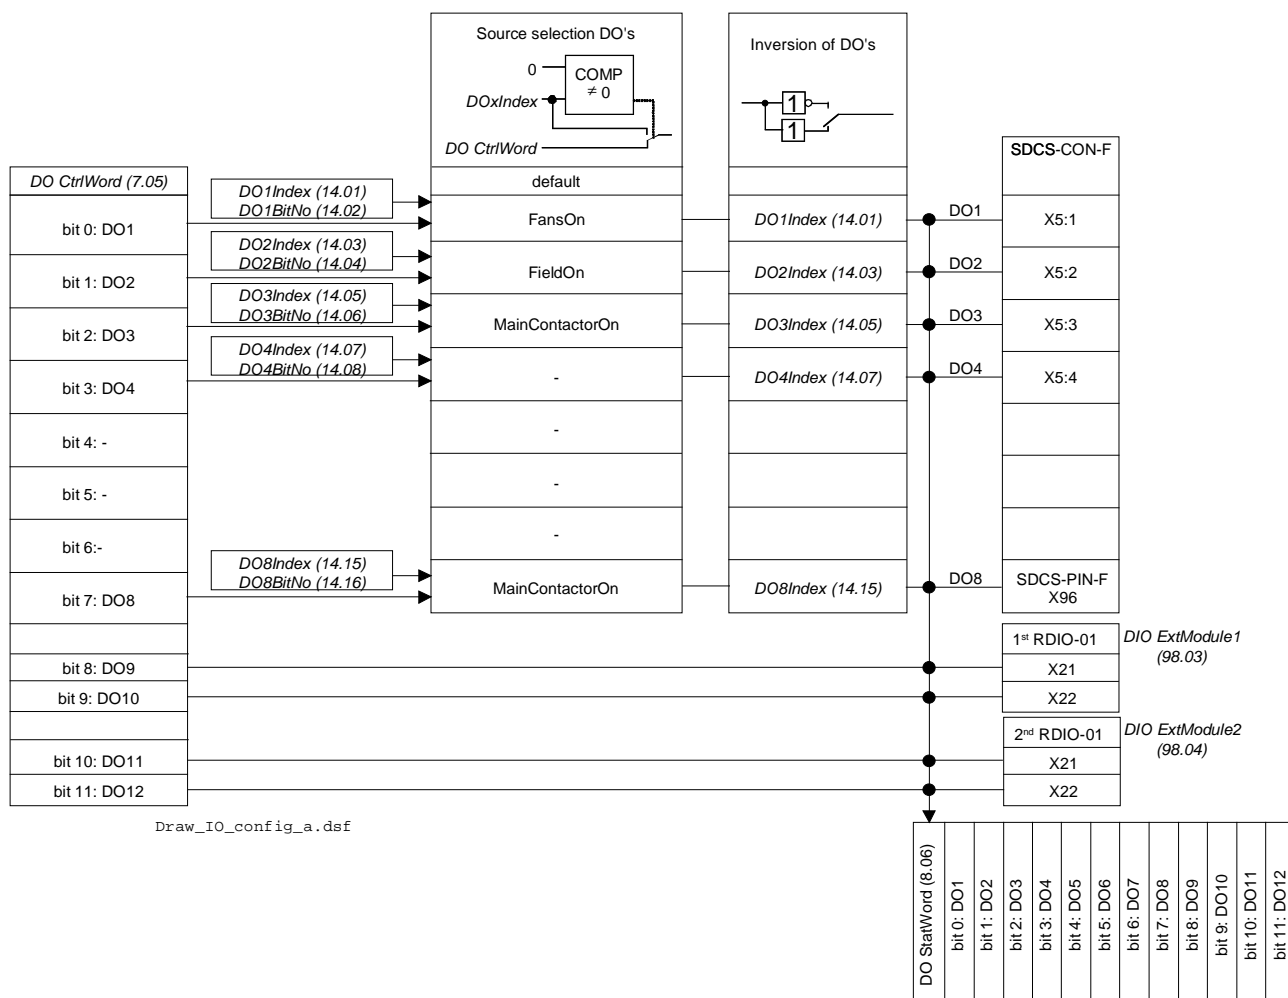 Source selection DO's
0
COMP
≠ 0
DOxIndex
DO CtrlWord
Inversion of DO's
1
1
SDCS-CON-F
DO CtrlWord (7.05)
default
DO1Index (14.01)
DO1BitNo (14.02)
bit 0: DO1
FansOn
DO1Index (14.01)
DO1
X5:1
DO2Index (14.03)
DO2BitNo (14.04)
bit 1: DO2
FieldOn
DO2Index (14.03)
DO2
X5:2
DO3Index (14.05)
DO3BitNo (14.06)
bit 2: DO3
MainContactorOn
DO3Index (14.05)
DO3
X5:3
DO4Index (14.07)
DO4BitNo (14.08)
bit 3: DO4
-
DO4Index (14.07)
DO4
X5:4
bit 4: -
-
bit 5: -
-
bit 6:-
-
DO8Index (14.15)
DO8BitNo (14.16)
bit 7: DO8
MainContactorOn
DO8Index (14.15)
DO8
SDCS-PIN-F
X96
1st RDIO-01
DIO ExtModule1
(98.03)
bit 8: DO9
X21
bit 9: DO10
X22
2nd RDIO-01
DIO ExtModule2
(98.04)
bit 10: DO11
X21
bit 11: DO12
X22
Draw_IO_config_a.dsf
DO StatWord (8.06)
bit 0: DO1
bit 1: DO2
bit 2: DO3
bit 3: DO4
bit 4: DO5
bit 5: DO6
bit 6: DO7
bit 7: DO8
bit 8: DO9
bit 9: DO10
bit 10: DO11
bit 11: DO12